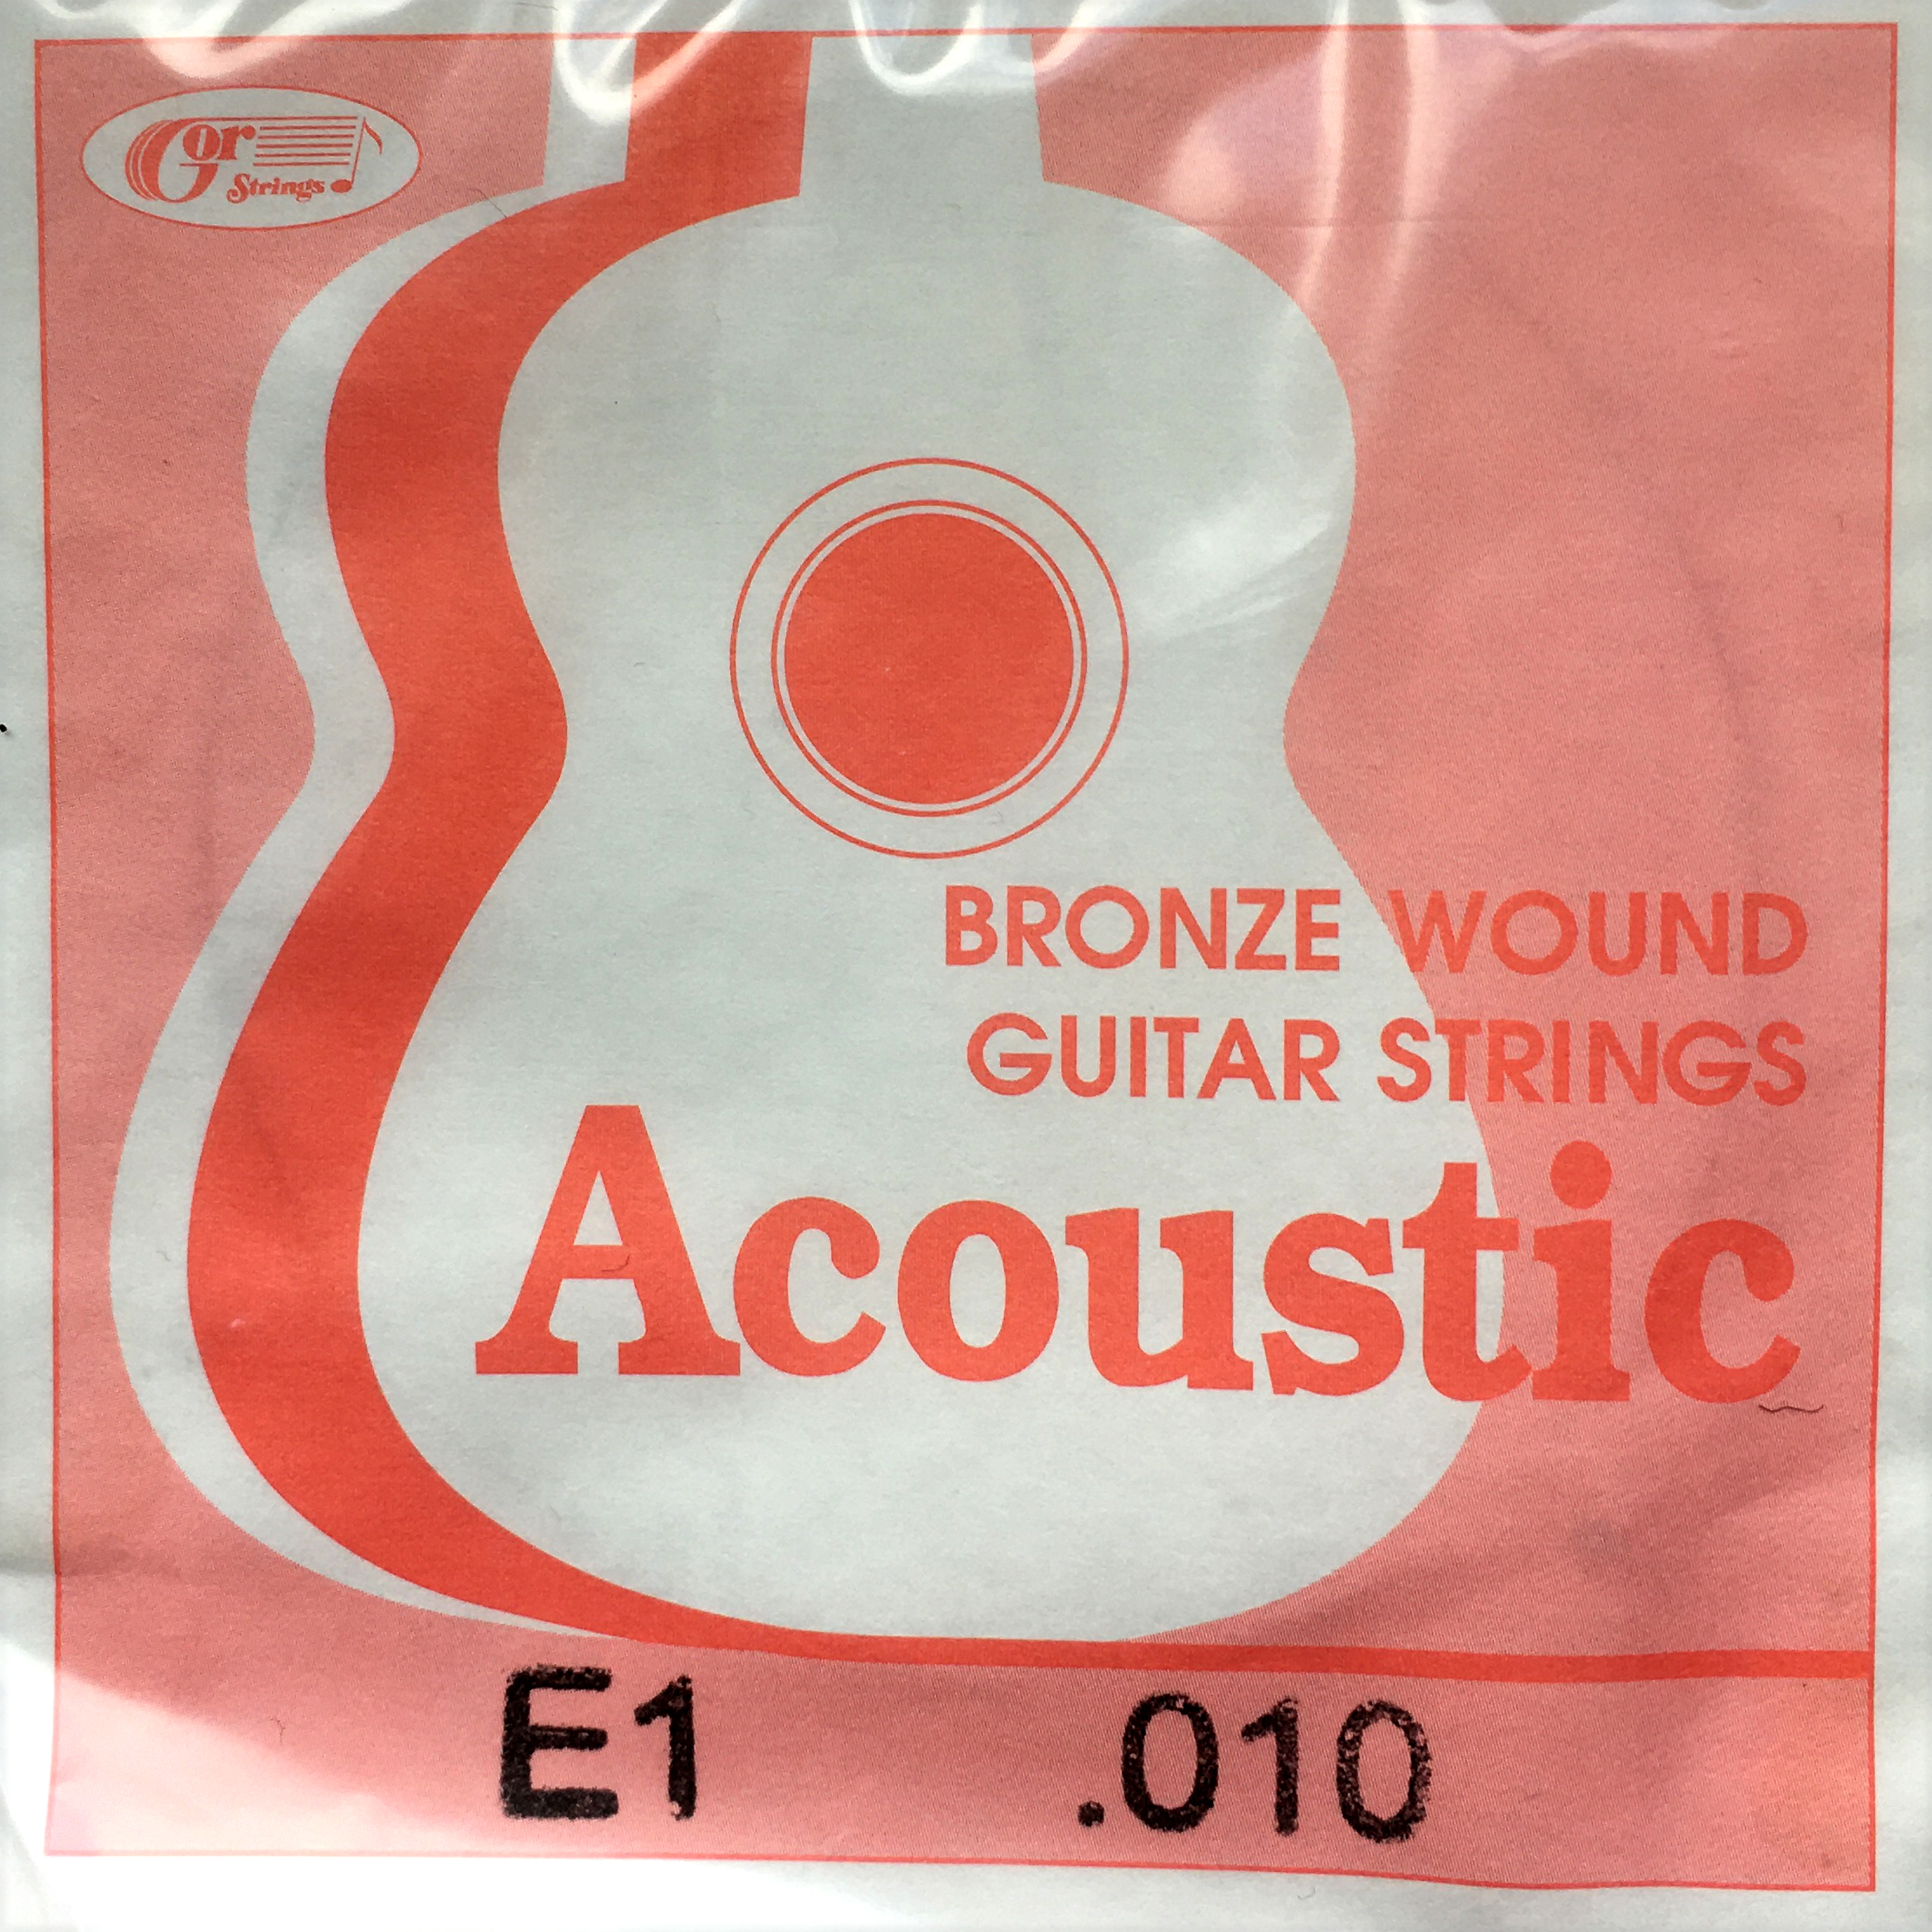 Gor
Strings
BRONZE WOUND
GUITAR STRINGS
Acoustic
E1 .010